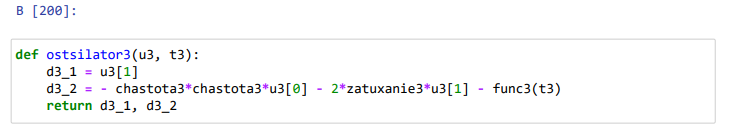 В [200]:
def ostsilator3(u3, t3):
    d3_1 = u3[1]
    d3_2 = - chastota3*chastota3*u3[0] - 2*zatuxanie3*u3[1] - func3(t3)
    return d3_1, d3_2